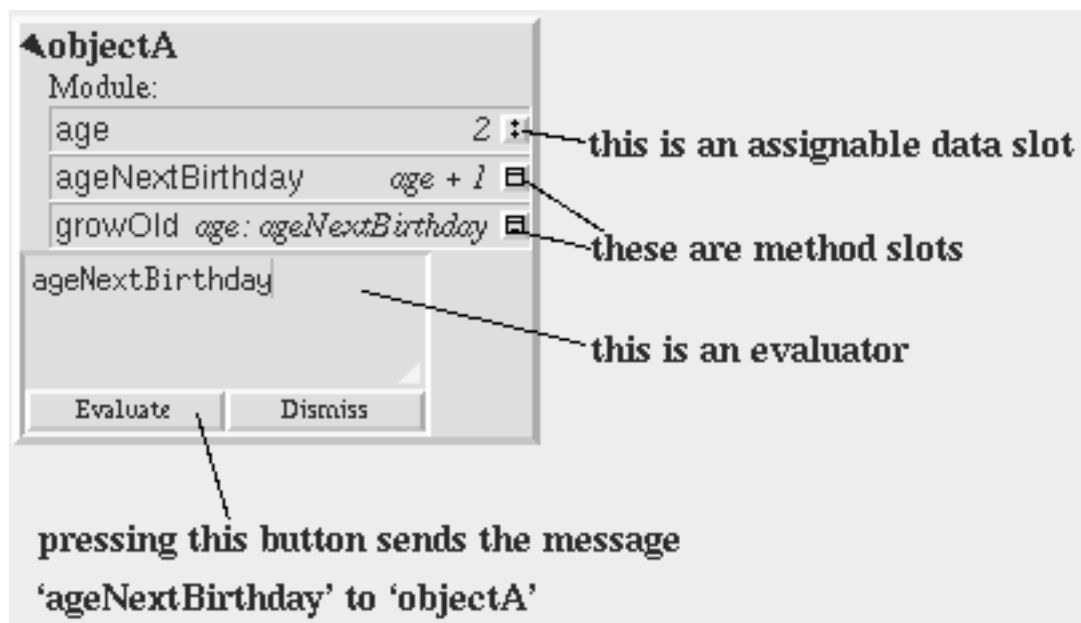 objectA
Module:
age 2 :
this is an assignable data slot
ageNextBirthday age + 1
growOld age: ageNextBirthday
these are method slots
ageNextBirthday
this is an evaluator
Evaluate Dismiss
pressing this button sends the message
‘ageNextBirthday’ to ‘objectA’